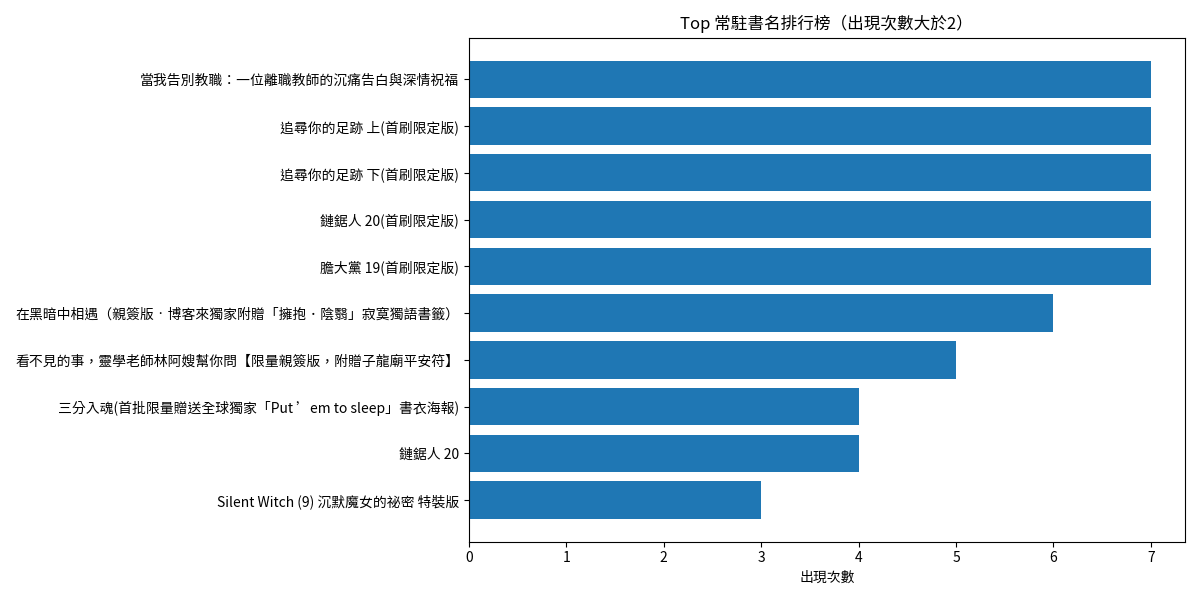 Top 常駐書名排行榜（出現次數大於2）
當我告別教職：一位離職教師的沉痛告白與深情祝福
追尋你的足跡 上(首刷限定版)
追尋你的足跡 下(首刷限定版)
鏈鋸人 20(首刷限定版)
膽大黨 19(首刷限定版)
在黑暗中相遇（親簽版．博客來獨家附贈「擁抱．陰翳」寂寞獨語書籤）
看不見的事，靈學老師林阿嫂幫你問【限量親簽版，附贈子龍廟平安符】
三分入魂(首批限量贈送全球獨家「Put’em to sleep」書衣海報)
鏈鋸人 20
Silent Witch (9) 沉默魔女的祕密 特裝版
0 1 2 3 4 5 6 7
出現次數